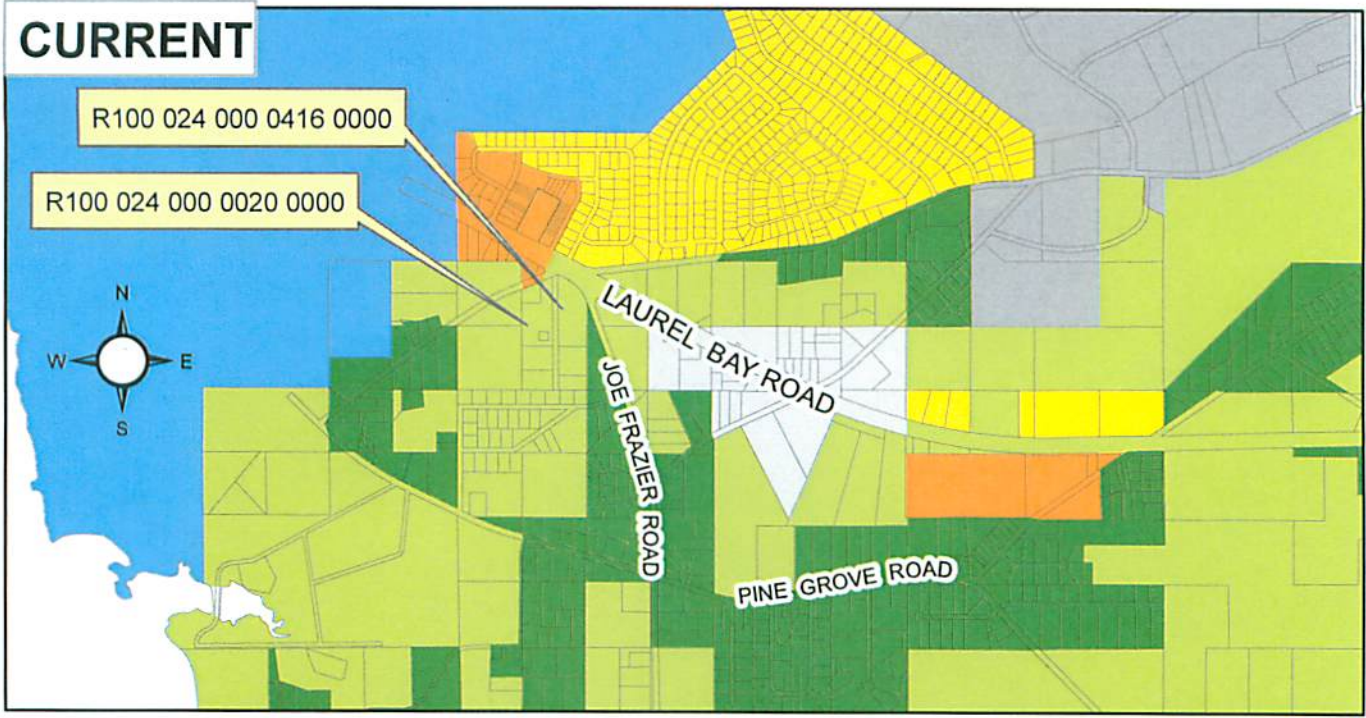 CURRENT
R100 024 000 0416 0000
R100 024 000 0020 0000
N
W E
S
LAUREL BAY ROAD
JOE FRAZIER ROAD
PINE GROVE ROAD